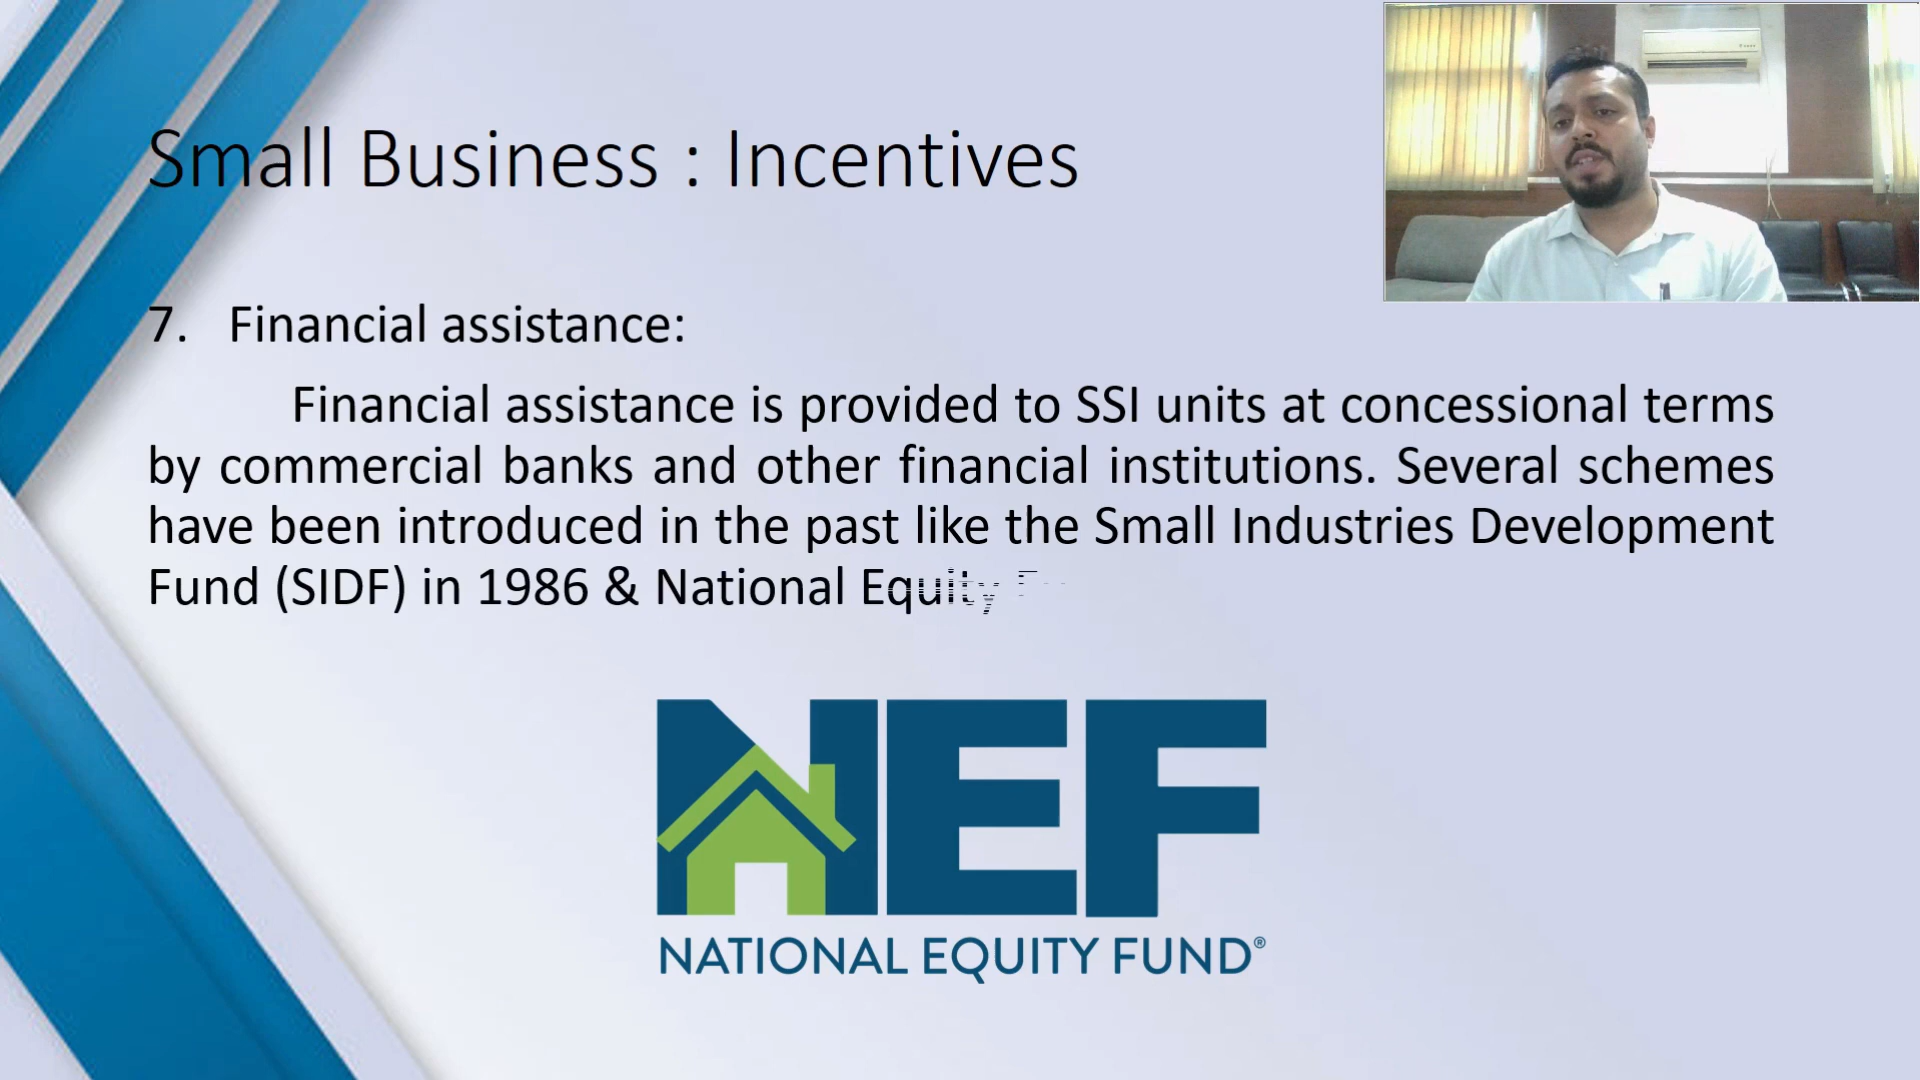 Small Business : Incentives
7. Financial assistance:
Financial assistance is provided to SSI units at concessional terms
by commercial banks and other financial institutions. Several schemes
have been introduced in the past like the Small Industries Development
Fund (SIDF) in 1986 & National Equity
NEF
NATIONAL EQUITY FUND®